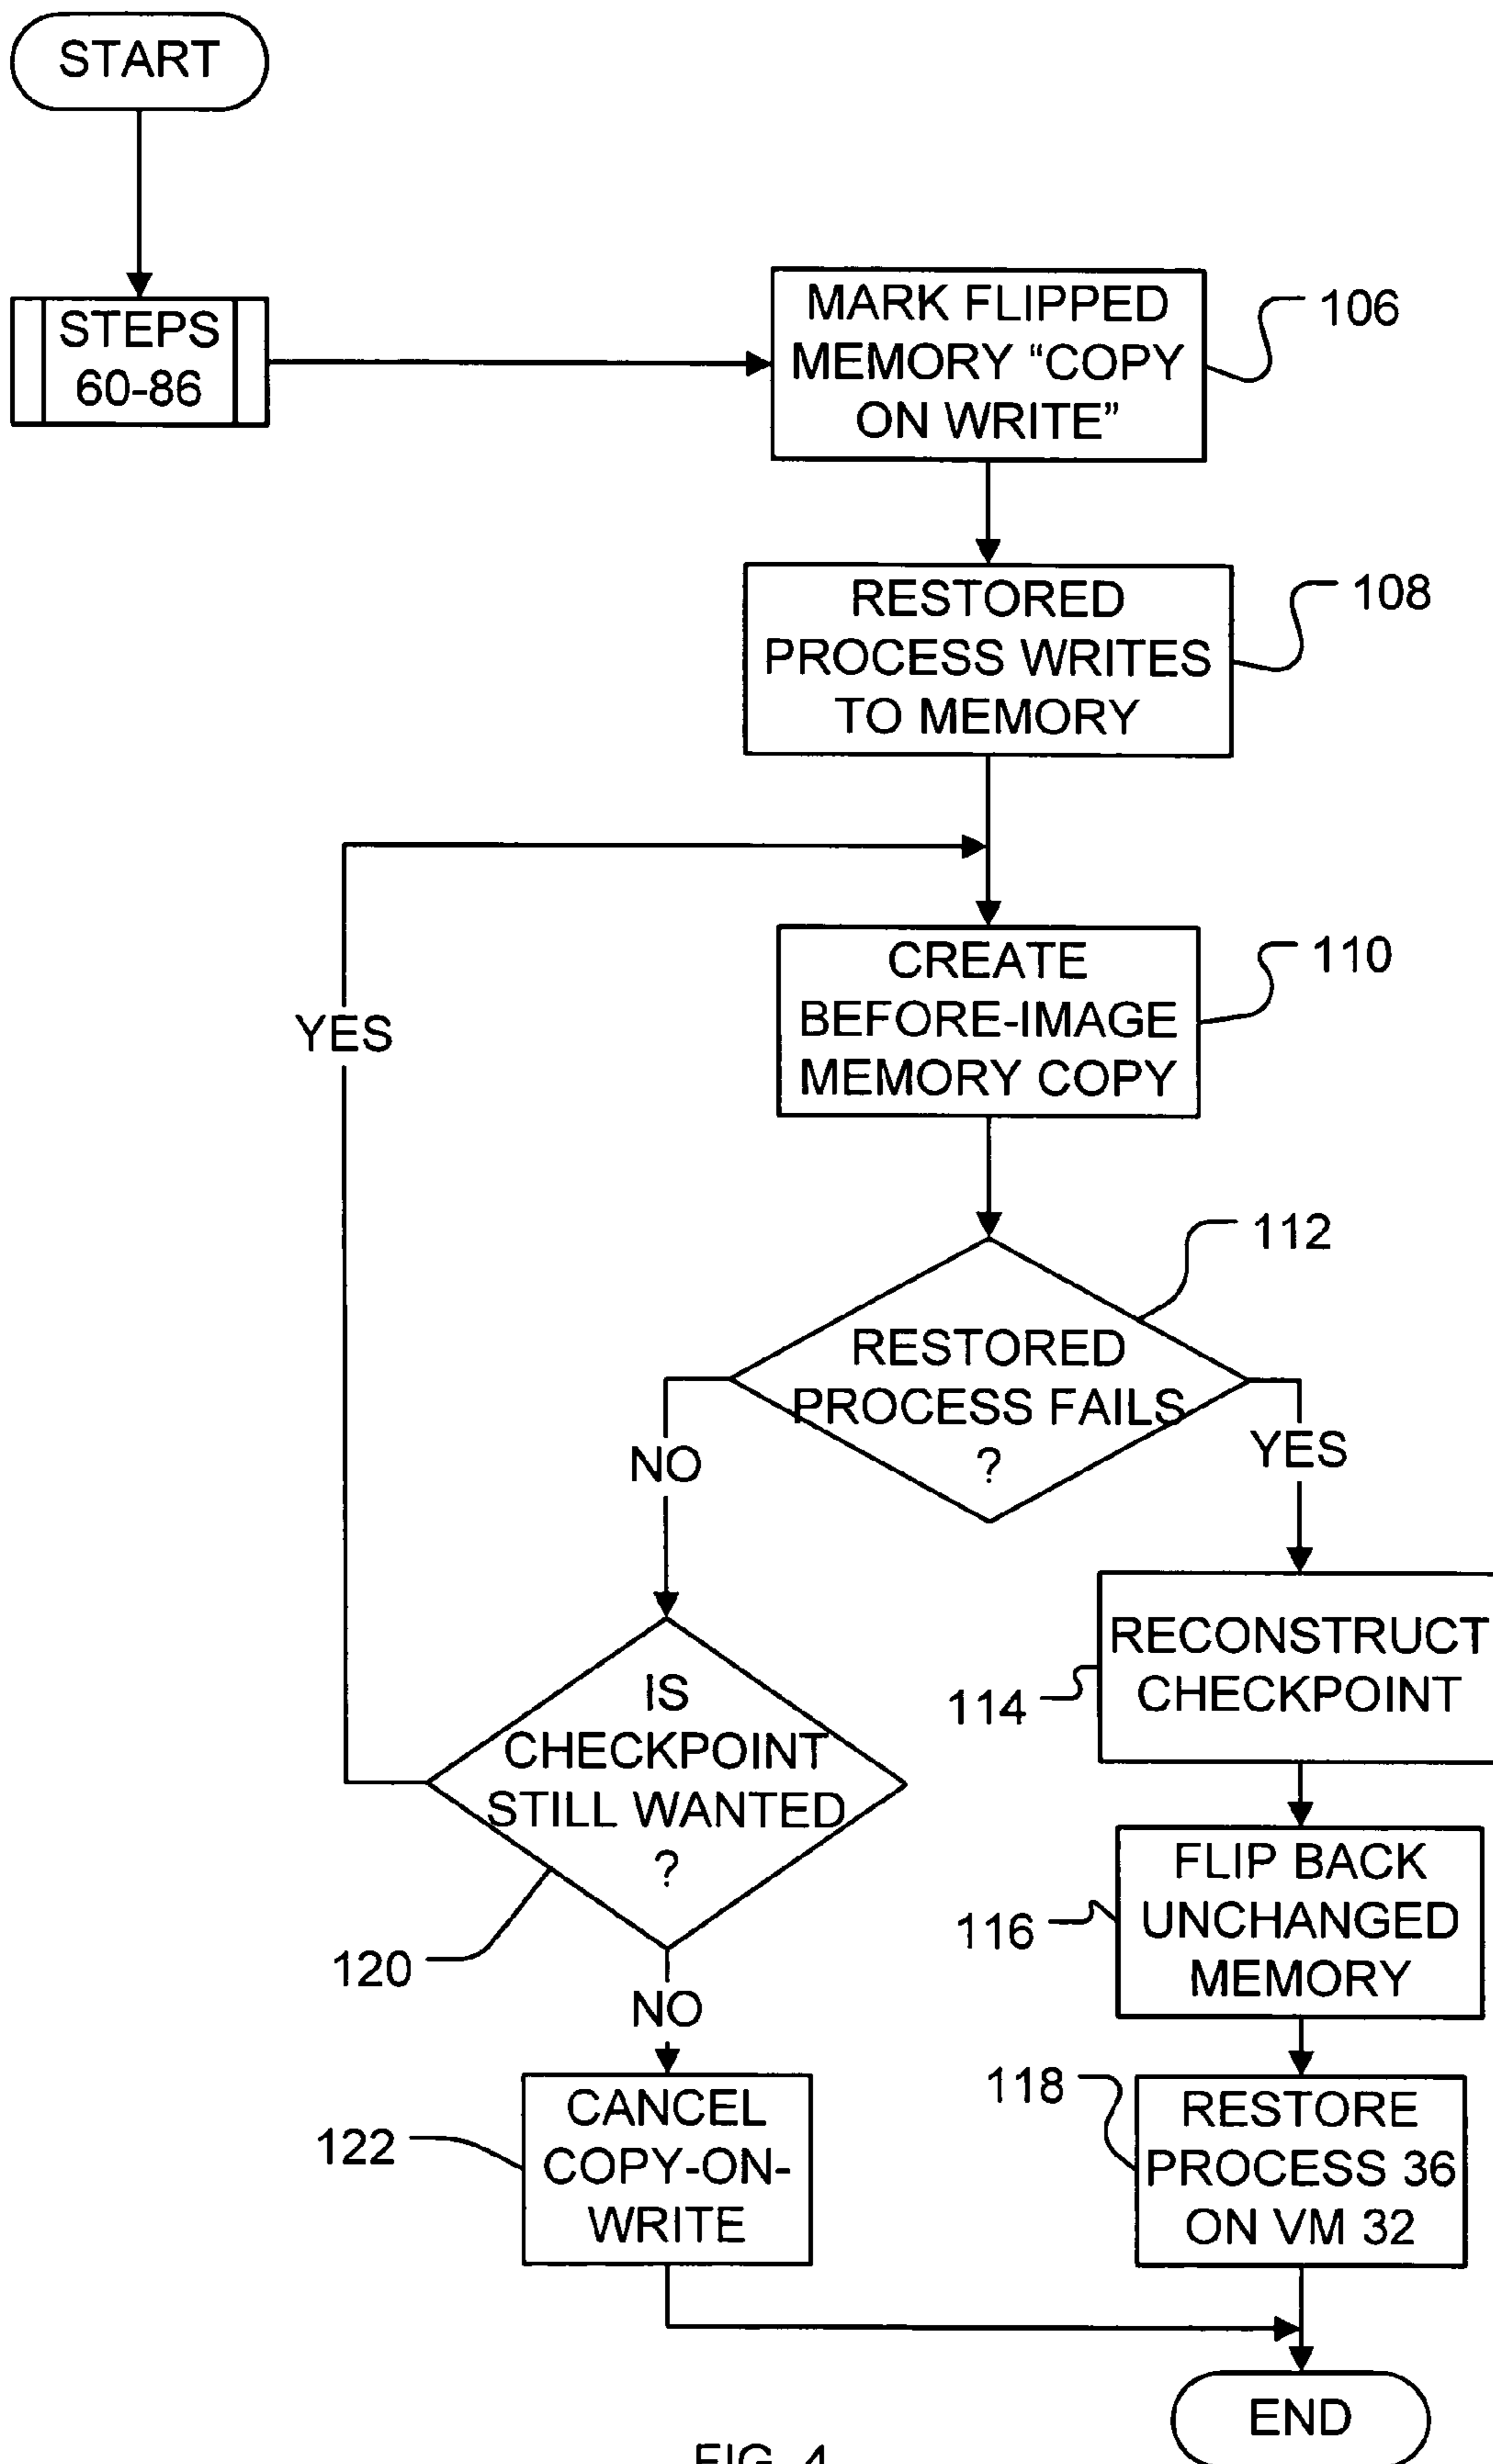 START
STEPS
60-86
MARK FLIPPED
MEMORY “COPY
ON WRITE”
106
RESTORED
PROCESS WRITES
TO MEMORY
108
CREATE
BEFORE-IMAGE
MEMORY COPY
110
YES
112
RESTORED
PROCESS FAILS
?
NO
YES
RECONSTRUCT
CHECKPOINT
114
IS
CHECKPOINT
STILL WANTED
?
120
FLIP BACK
UNCHANGED
MEMORY
116
NO
CANCEL
COPY-ON-
WRITE
122
118
RESTORE
PROCESS 36
ON VM 32
END
FIG. 4